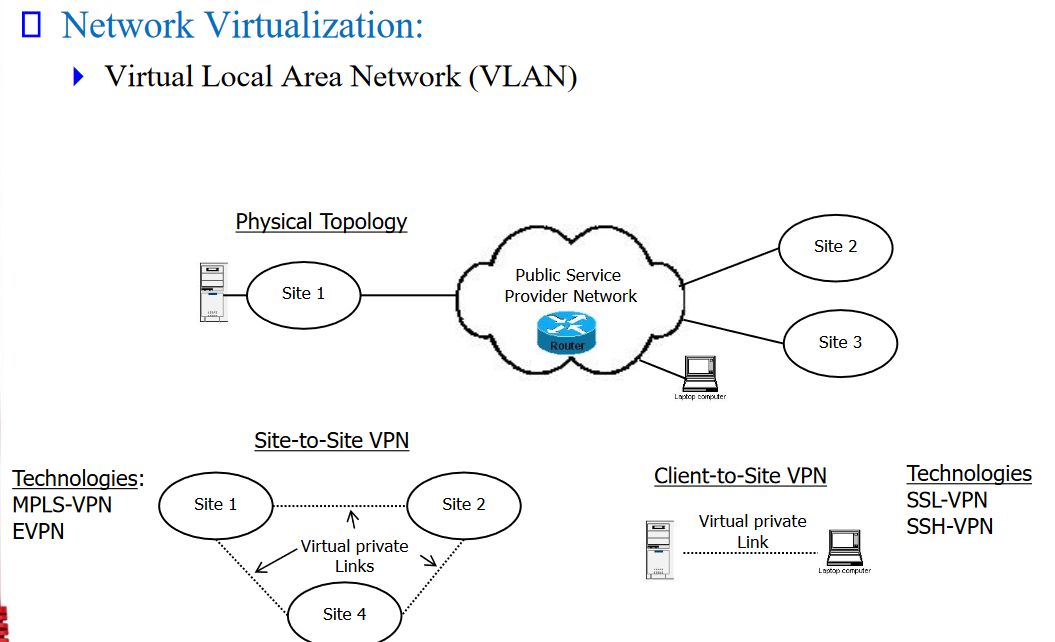 Network Virtualization:
Virtual Local Area Network (VLAN)
Physical Topology
Site 1
Public Service
Provider Network
Router
Site 2
Site 3
Laptop computer
Site-to-Site VPN
Technologies:
MPLS-VPN
EVPN
Site 1
Site 2
Virtual private
Links
Site 4
Client-to-Site VPN
Virtual private
Link
Laptop computer
Technologies
SSL-VPN
SSH-VPN